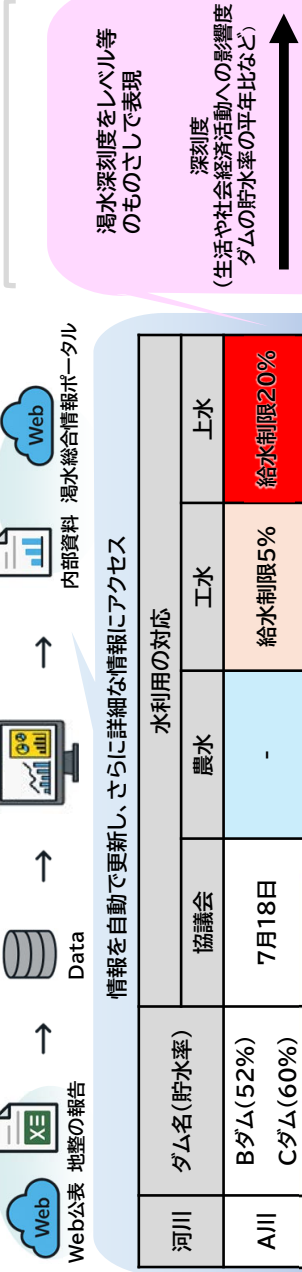 Web
Web公表
地整の報告
Data
内部資料
Web
渇水総合情報ポータル
情報を自動で更新し、さらに詳細な情報にアクセス
河川
ダム名(貯水率)
水利用の対応
協議会
農水
工水
上水
A川
Bダム(52%)
Cダム(60%)
7月18日
-
給水制限5%
給水制限20%
渇水深刻度をレベル等
のものさしで表現
深刻度
(生活や社会経済活動への影響度
ダムの貯水率の平年比など)